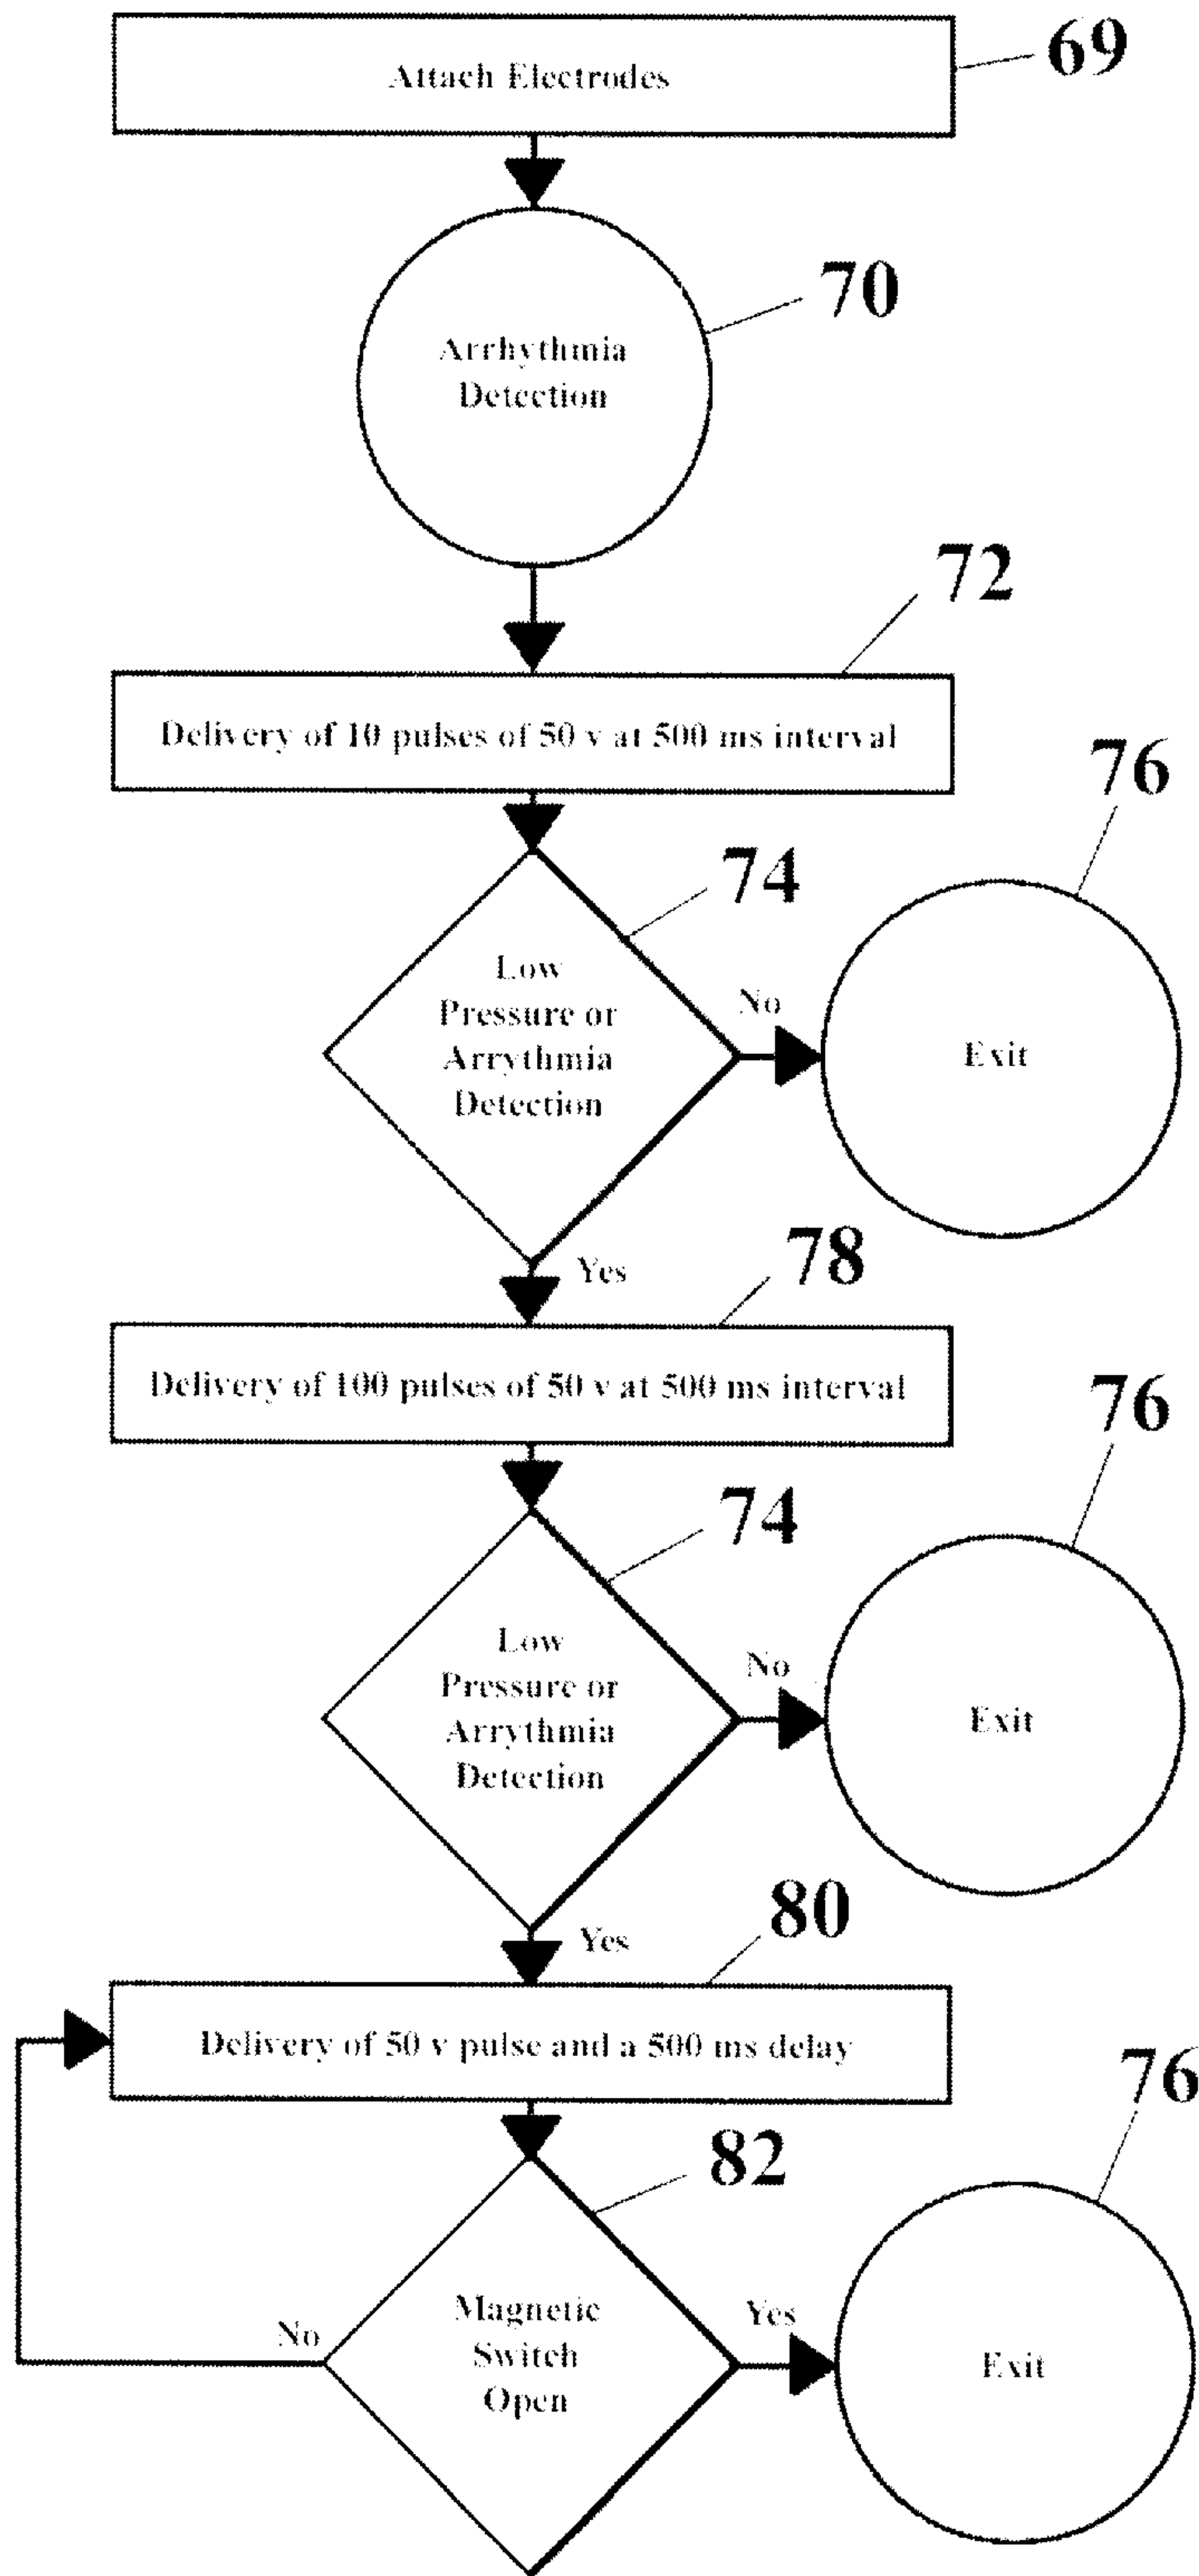 Attach Electrodes
69
70
Arrhythmia
Detection
72
Delivery of 10 pulses of 50 v at 500 ms interval
76
74
Low
Pressure or
Arrythmia
Detection
No
Exit
Yes
78
Delivery of 100 pulses of 50 v at 500 ms interval
76
74
Low
Pressure or
Arrythmia
Detection
No
Exit
Yes
80
Delivery of 50 v pulse and a 500 ms delay
76
82
Magnetic
Switch
Open
No
Yes
Exit